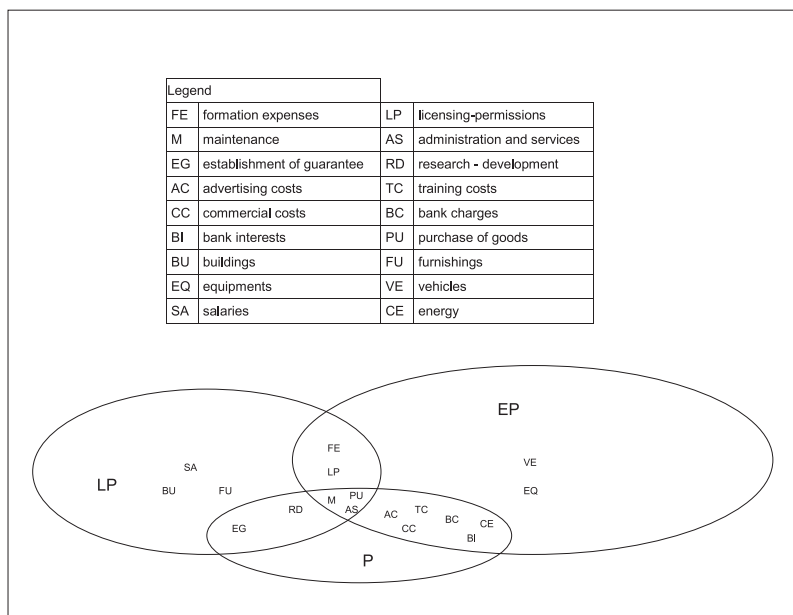 Legend
FE formation expenses LP licensing-permissions
M maintenance AS administration and services
EG establishment of guarantee RD research - development
AC advertising costs TC training costs
CC commercial costs BC bank charges
BI bank interests PU purchase of goods
BU buildings FU furnishings
EQ equipments VE vehicles
SA salaries CE energy
EP
FE
VE
SA LP
LP BU FU EQ
M PU
RD AS AC TC
EG CC BC CE
BI
P